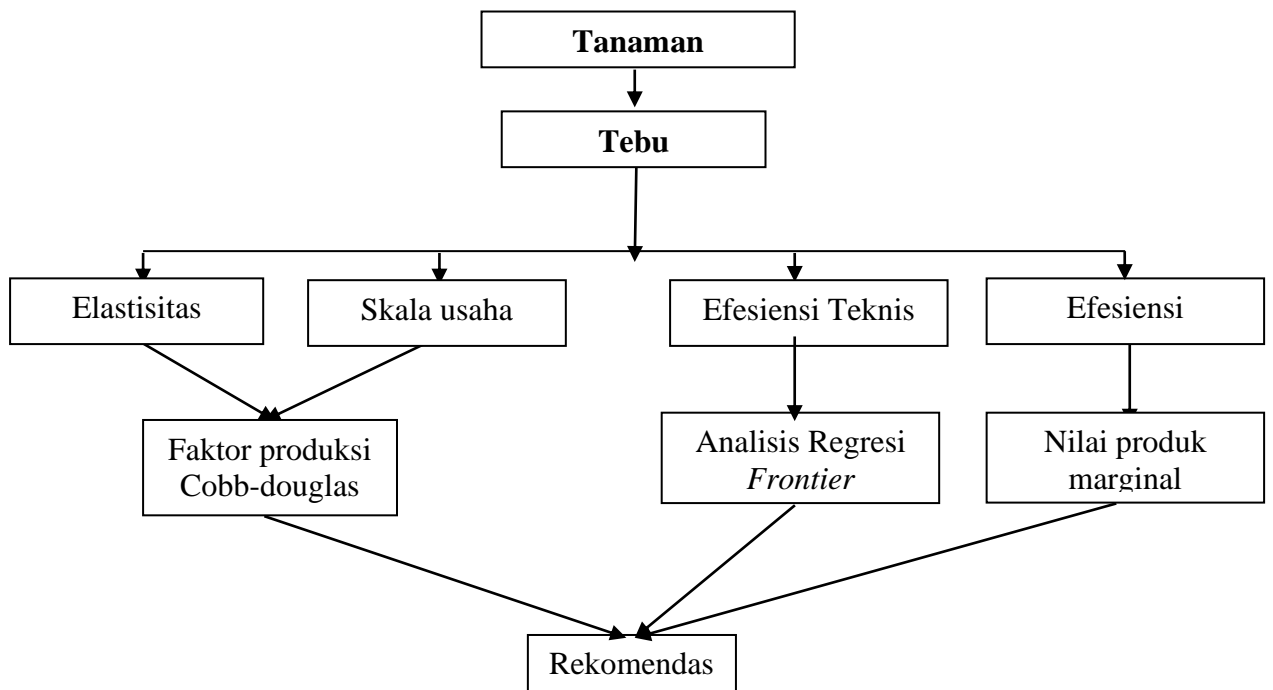 Tanaman
Tebu
Elastisitas
Skala usaha
Efesiensi Teknis
Efesiensi
Faktor produksi
Cobb-douglas
Analisis Regresi
Frontier
Nilai produk
marginal
Rekomendas